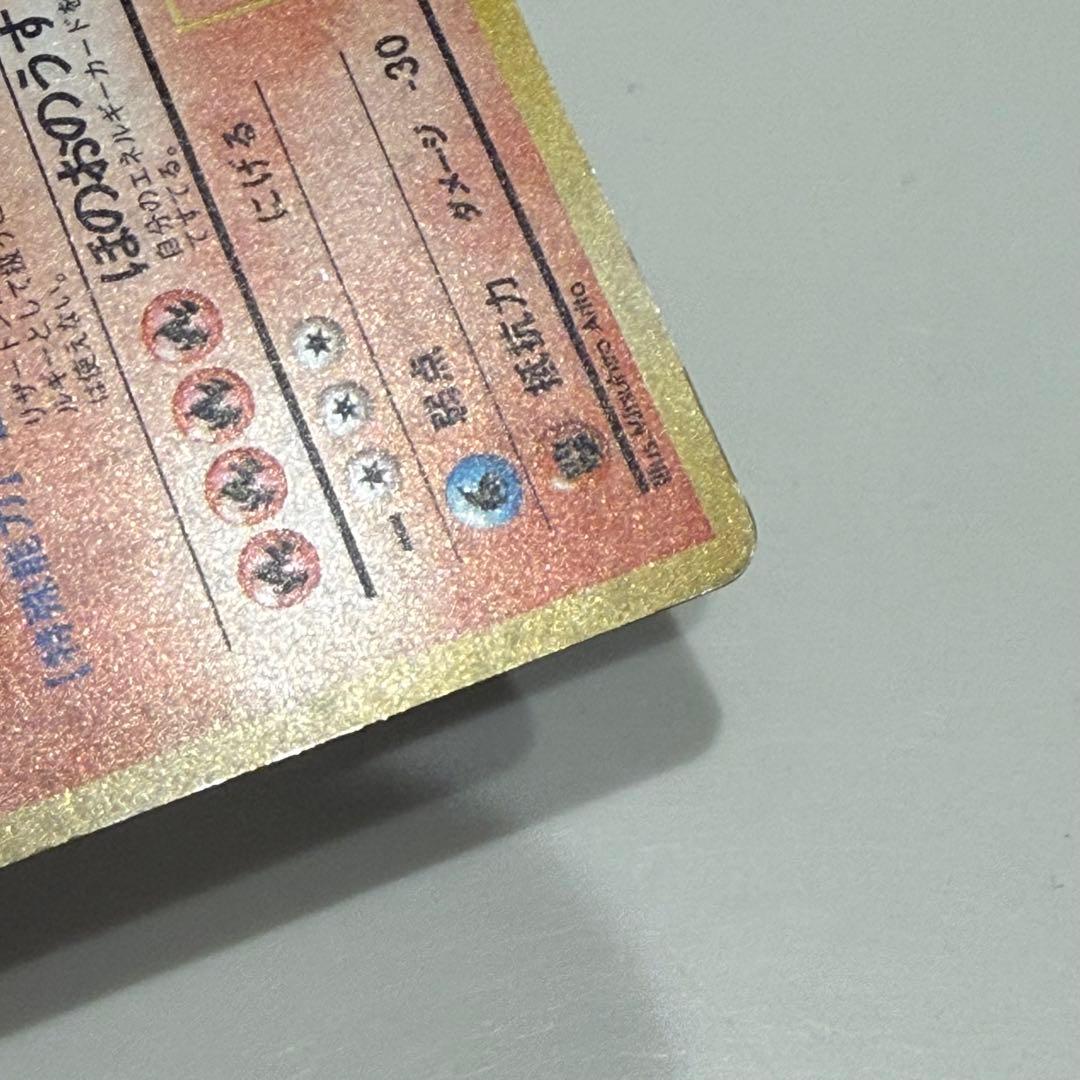 【特殊能力】
リザードン
ルギーとして扱う
は使えない。
ほのおのうず
自分のエネルギーカードを
てすてる。
にげる
弱点
抵抗力 ダメージ -30
Illus. Mitsuhiro Arita